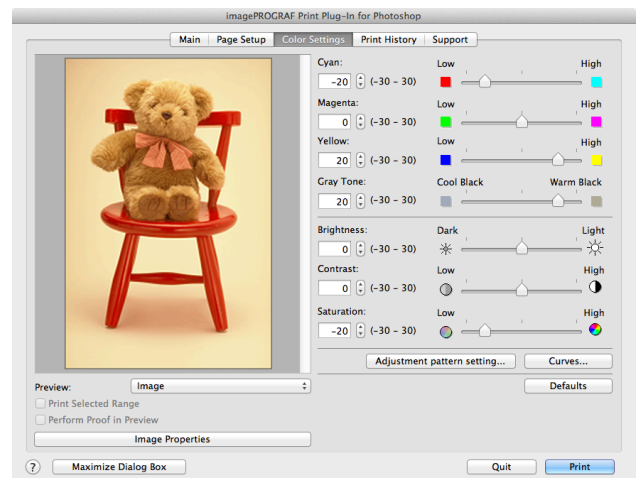 imagePROGRAF Print Plug-In for Photoshop
Main Page Setup Color Settings Print History Support
Cyan: Low High
-20 (-30 - 30)
Magenta: Low High
0 (-30 - 30)
Yellow: Low High
20 (-30 - 30)
Gray Tone: Cool Black Warm Black
20 (-30 - 30)
Brightness: Dark Light
0 (-30 - 30)
Contrast: Low High
0 (-30 - 30)
Saturation: Low High
-20 (-30 - 30)
Adjustment pattern setting... Curves...
Preview: Image Defaults
Print Selected Range
Perform Proof in Preview
Image Properties
? Maximize Dialog Box Quit Print